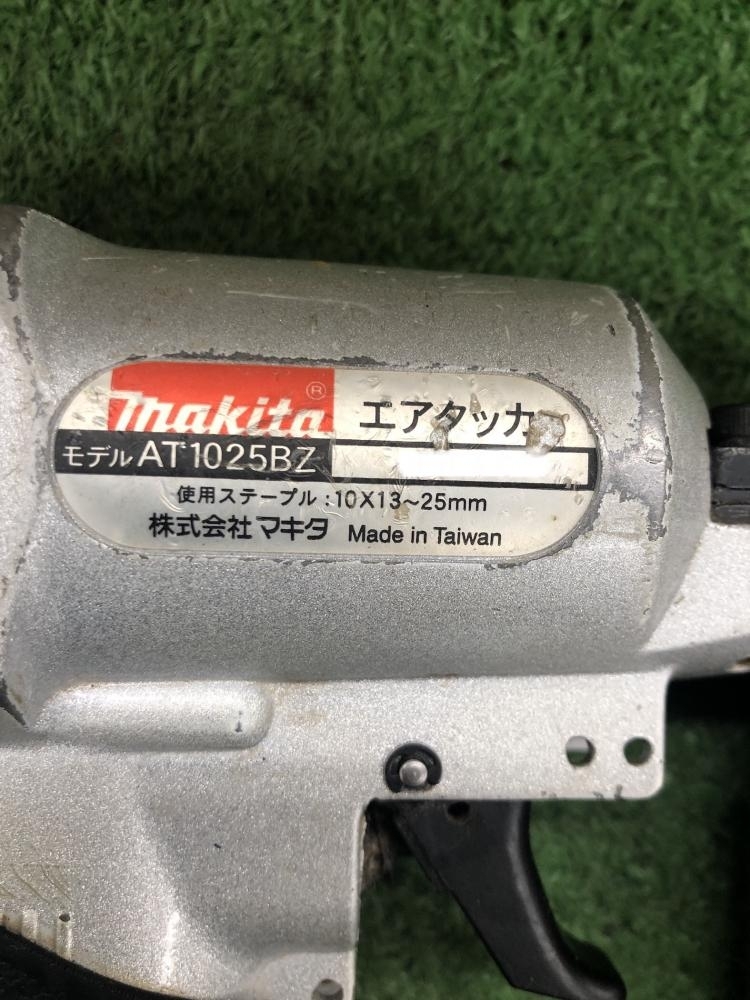 makita® エアタッカ
モデル AT1025BZ
使用ステープル:10X13~25mm
株式会社マキタ Made in Taiwan